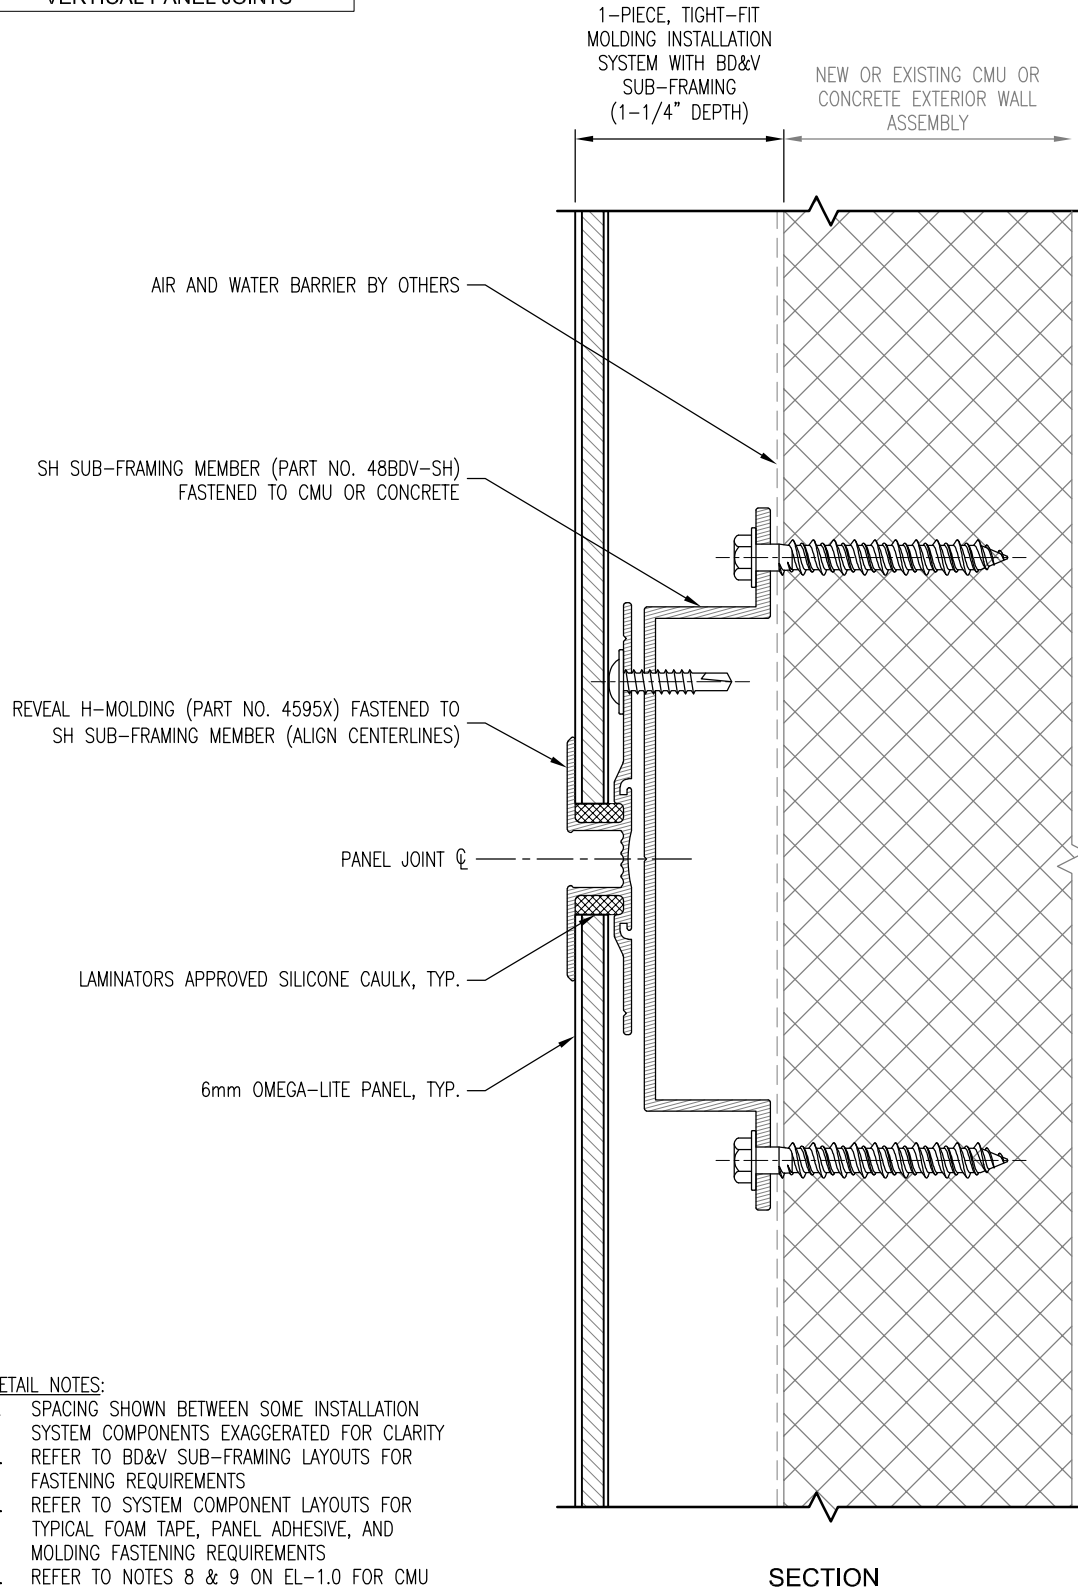 VERTICAL PANEL JOINTS
1-PIECE, TIGHT-FIT
MOLDING INSTALLATION
SYSTEM WITH BD&V
SUB-FRAMING
(1-1/4" DEPTH)
NEW OR EXISTING CMU OR
CONCRETE EXTERIOR WALL
ASSEMBLY
AIR AND WATER BARRIER BY OTHERS
SH SUB-FRAMING MEMBER (PART NO. 48BDV-SH)
FASTENED TO CMU OR CONCRETE
REVEAL H-MOLDING (PART NO. 4595X) FASTENED TO
SH SUB-FRAMING MEMBER (ALIGN CENTERLINES)
PANEL JOINT ℄
LAMINATORS APPROVED SILICONE CAULK, TYP.
6mm OMEGA-LITE PANEL, TYP.
ETAIL NOTES:
SPACING SHOWN BETWEEN SOME INSTALLATION
SYSTEM COMPONENTS EXAGGERATED FOR CLARITY
REFER TO BD&V SUB-FRAMING LAYOUTS FOR
FASTENING REQUIREMENTS
REFER TO SYSTEM COMPONENT LAYOUTS FOR
TYPICAL FOAM TAPE, PANEL ADHESIVE, AND
MOLDING FASTENING REQUIREMENTS
REFER TO NOTES 8 & 9 ON EL-1.0 FOR CMU
SECTION